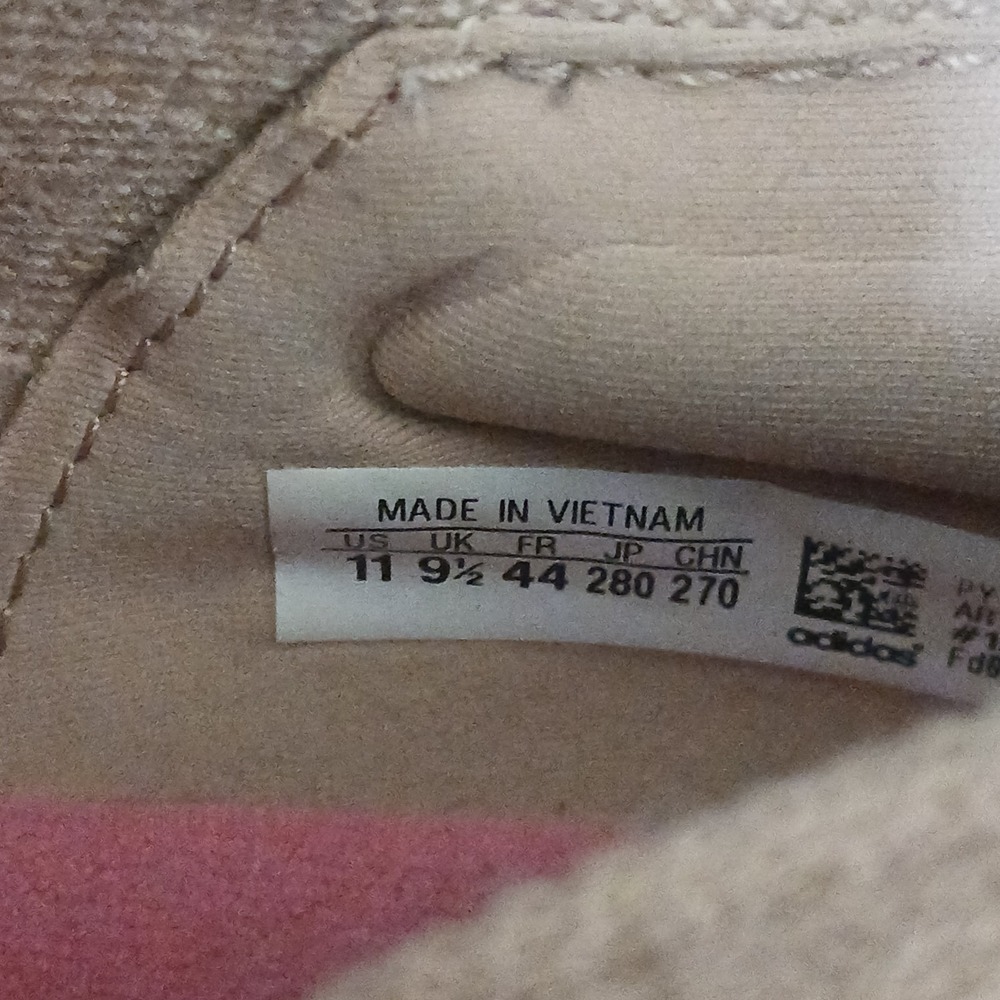 MADE IN VIETNAM
US UK FR JP CHN
11 9½ 44 280 270
adidas